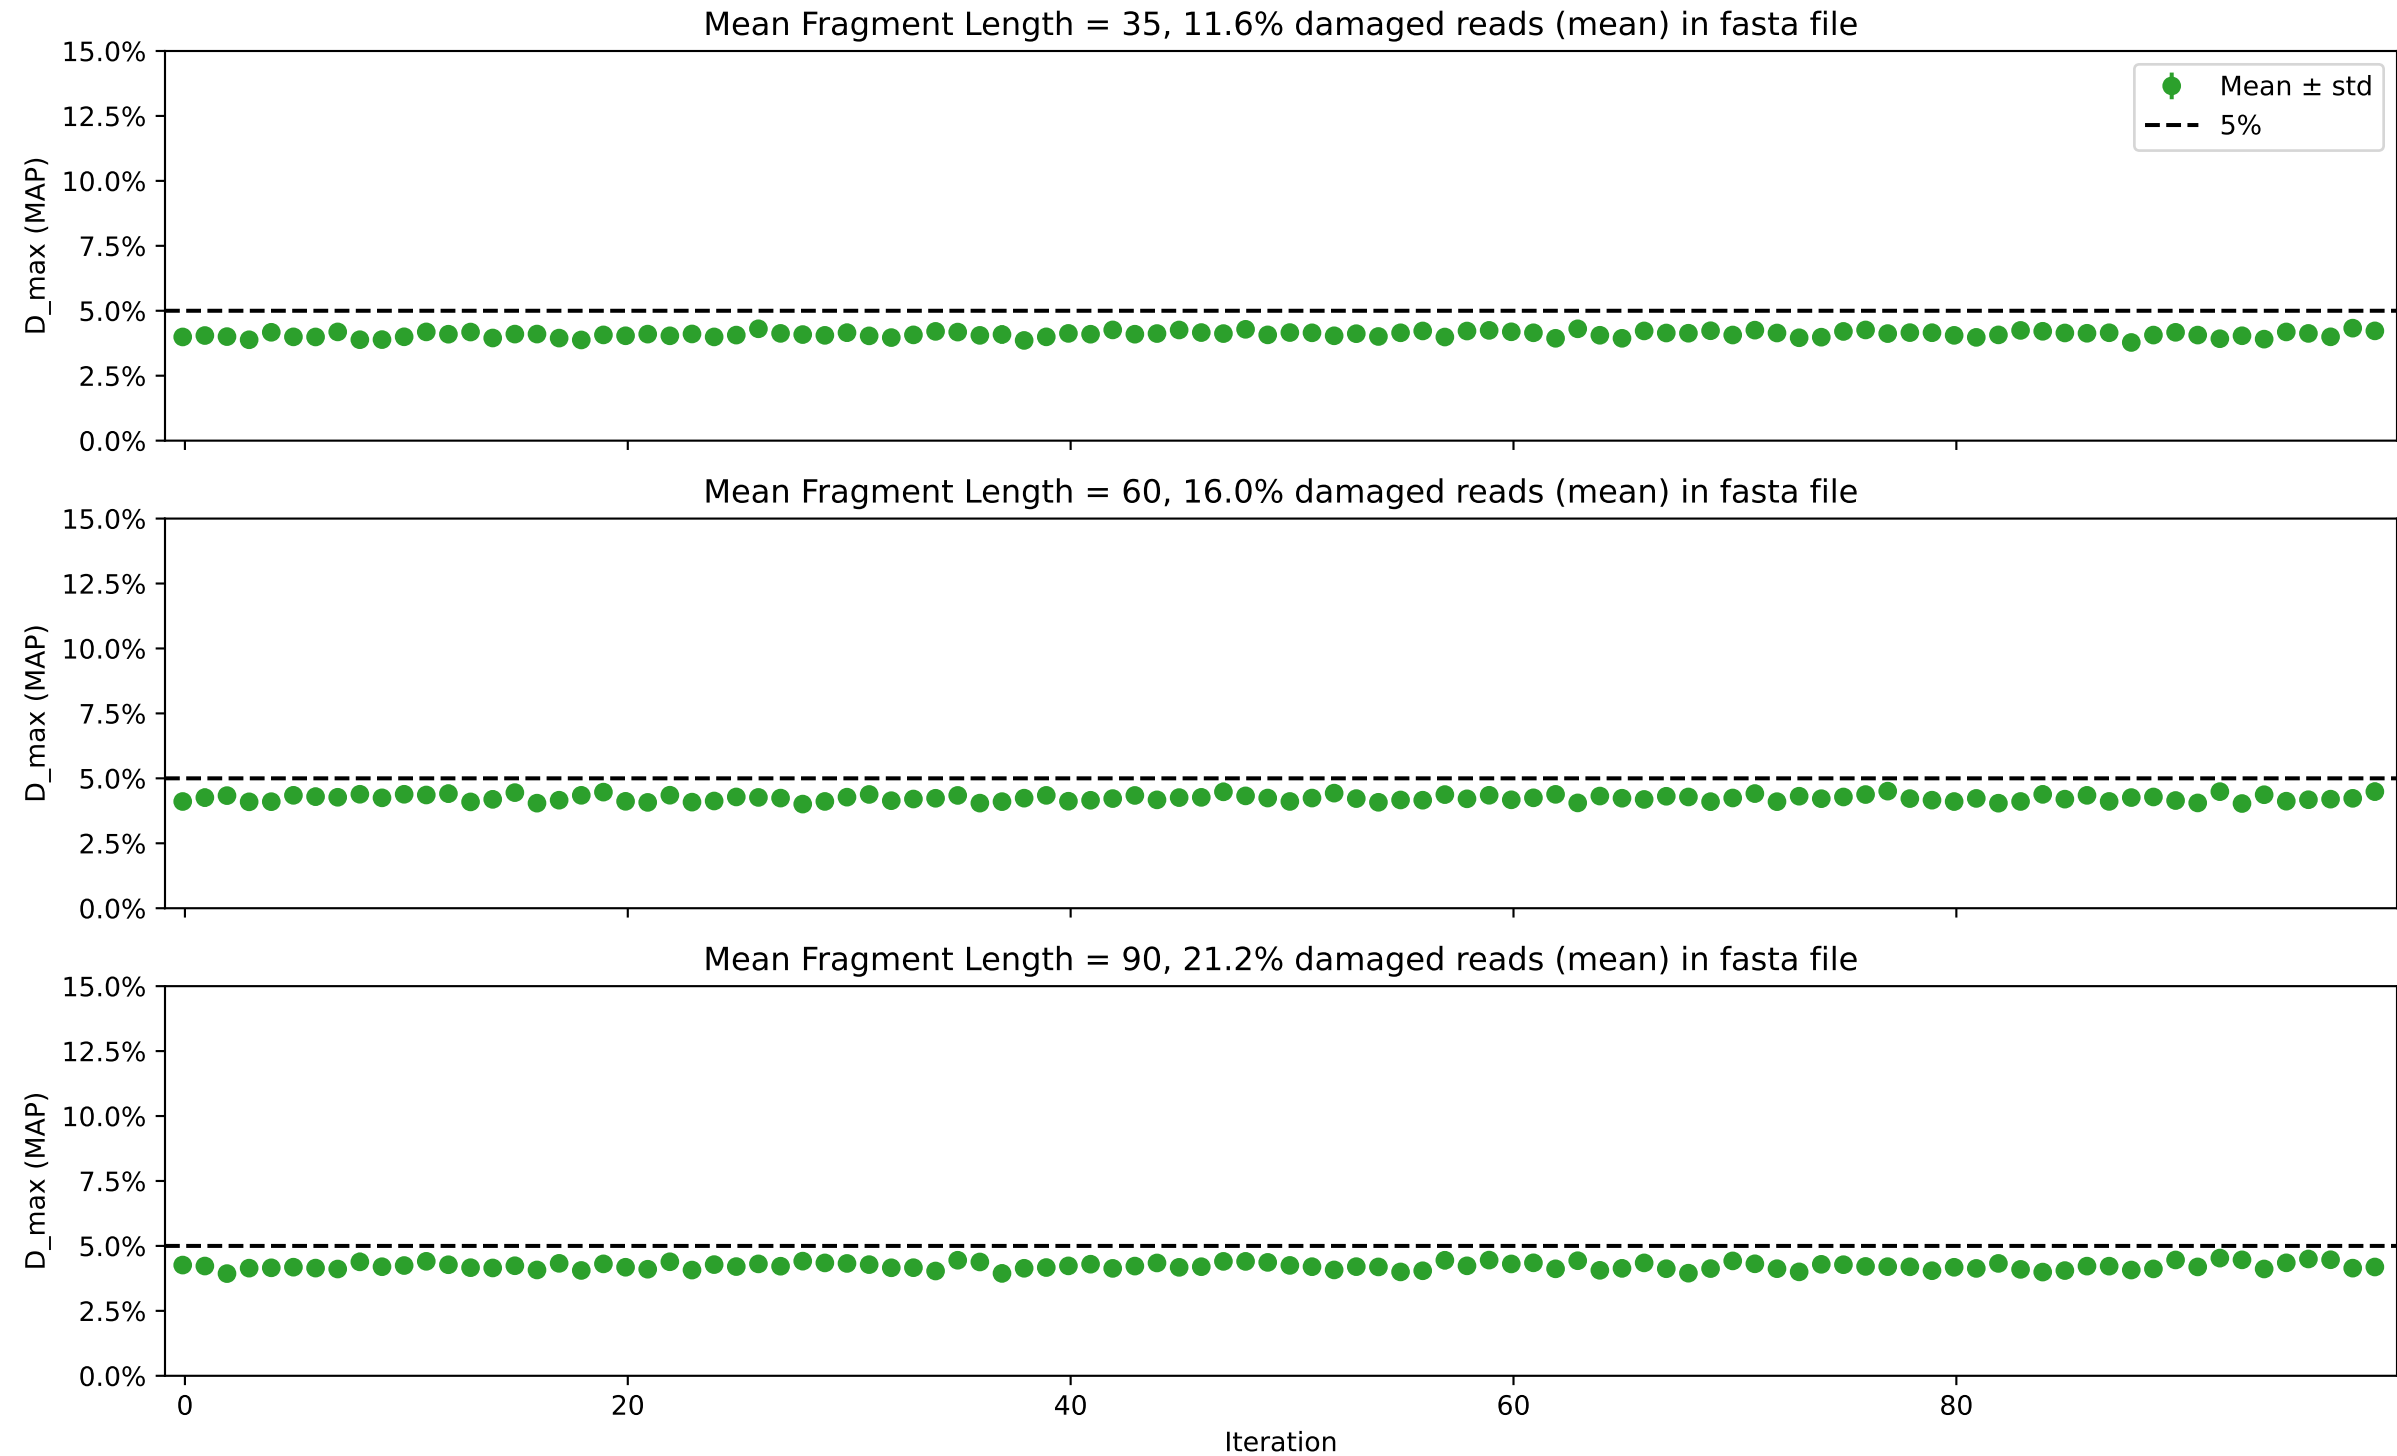 Mean Fragment Length = 35, 11.6% damaged reads (mean) in fasta file
15.0%
12.5%
10.0%
7.5%
5.0%
2.5%
0.0%
D_max (MAP)
Mean ± std
5%
Mean Fragment Length = 60, 16.0% damaged reads (mean) in fasta file
15.0%
12.5%
10.0%
7.5%
5.0%
2.5%
0.0%
D_max (MAP)
Mean Fragment Length = 90, 21.2% damaged reads (mean) in fasta file
15.0%
12.5%
10.0%
7.5%
5.0%
2.5%
0.0%
D_max (MAP)
0 20 40 60 80
Iteration